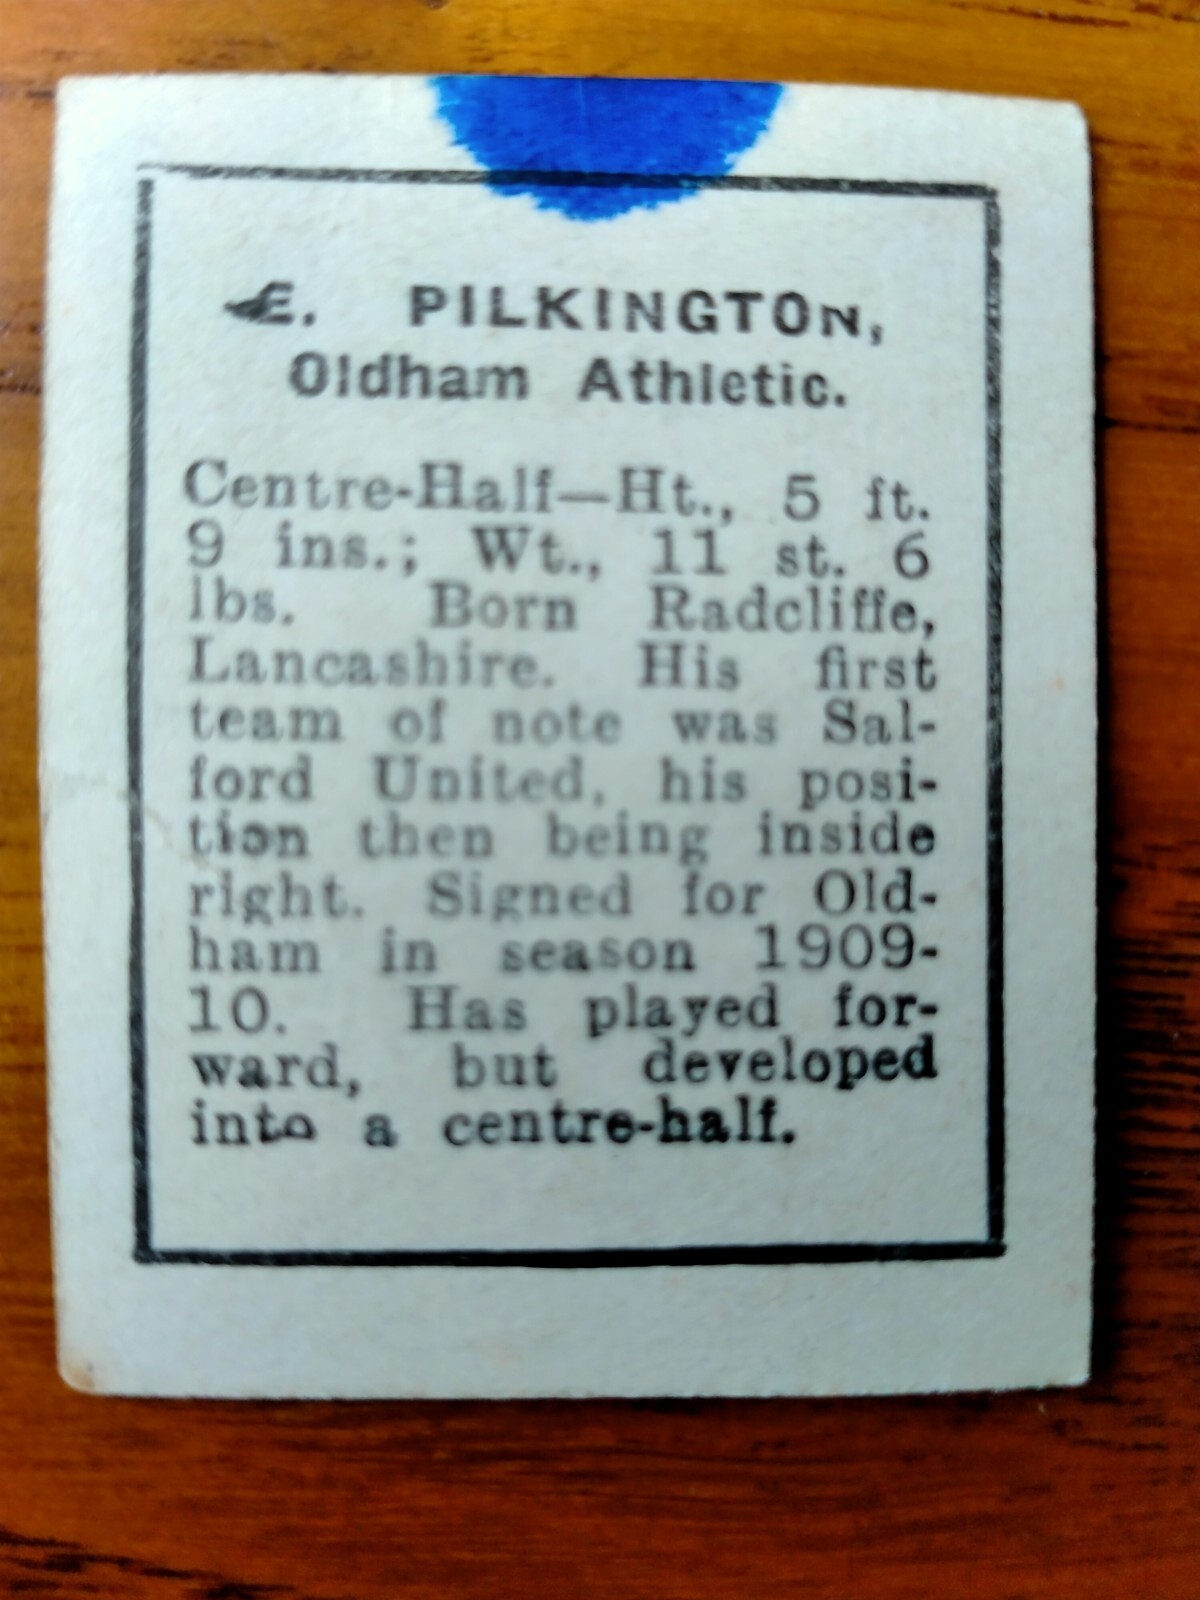 E. PILKINGTON,
Oldham Athletic.
Centre-Half—Ht., 5 ft.
9 ins.; Wt., 11 st. 6
lbs. Born Radcliffe,
Lancashire. His first
team of note was Sal-
ford United, his posi-
tion then being inside
right. Signed for Old-
ham in season 1909-
10. Has played for-
ward, but developed
into a centre-half.